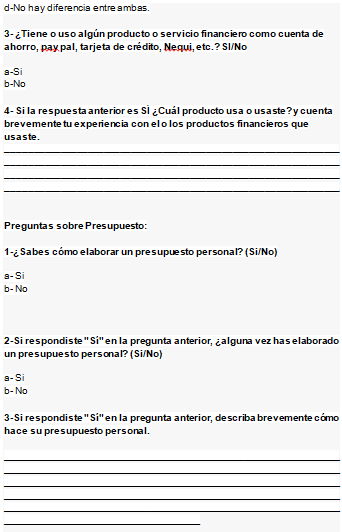 d-No hay diferencia entre ambas.
3-¿Tiene o uso algún producto o servicio financiero como cuenta de
ahorro, pay pal, tarjeta de crédito, Nequi, etc.? SI/No
a-Si
b-No
4- Si la respuesta anterior es SÍ ¿Cuál producto usa o usaste? y cuenta
brevemente tu experiencia con el o los productos financieros que
usaste.
Preguntas sobre Presupuesto:
1-¿Sabes cómo elaborar un presupuesto personal? (Si/No)
a- Si
b- No
2-Si respondiste "Sí" en la pregunta anterior, ¿alguna vez has elaborado
un presupuesto personal? (Si/No)
a- Si
b- No
3-Si respondiste "Sí" en la pregunta anterior, describa brevemente cómo
hace su presupuesto personal.